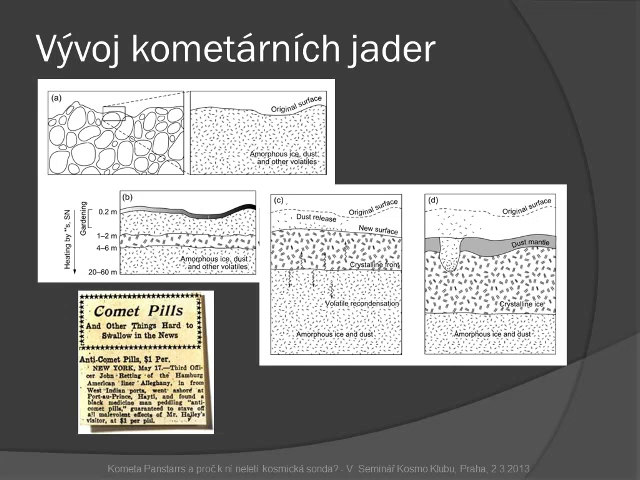 Vývoj kometárních jader
(a)
Original surface
Amorphous ice, dust
and other volatiles
(b)
Heating by *s, SN
Gardening
0.2 m
1–2 m
4–6 m
20–60 m
Amorphous ice, dust
and other volatiles
(c)
Original surface
Dust release
New surface
Crystalline front
Volatile recondensation
Amorphous ice and dust
(d)
Original surface
Dust mantle
Crystalline ice
Amorphous ice and dust
Comet Pills
And Other Things Hard to
Swallow in the News
Anti-Comet Pills, $1 Per.
NEW YORK, May 17.—Third Offi-
cer John Retting of the Hamburg
American liner Alleghany, in from
West Indian ports, went ashore at
Port-au-Prince, Hayti, and found a
black medicine man peddling "anti-
comet pills," guaranteed to stave off
all malevolent effects of Mr. Halley's
visitor, at $1 per pill.
Kometa Panstarrs a proč k ní neletí kosmická sonda? - V. Seminář Kosmo Klubu, Praha, 2.3.2013